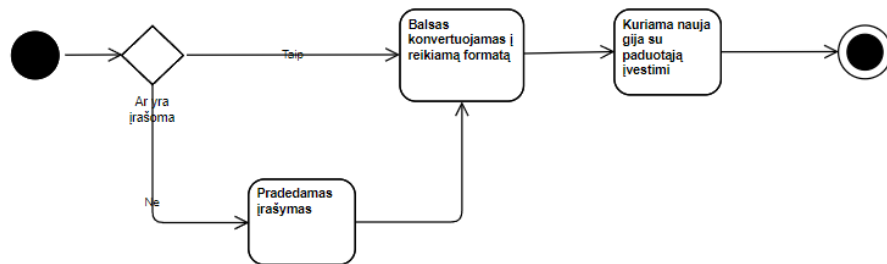 Balsas
konvertuojamas į
reikiamą formatą
Kuriama nauja
gija su
paduotąją
įvestimi
Taip
Ar yra
įrašoma
Ne
Pradedamas
įrašymas